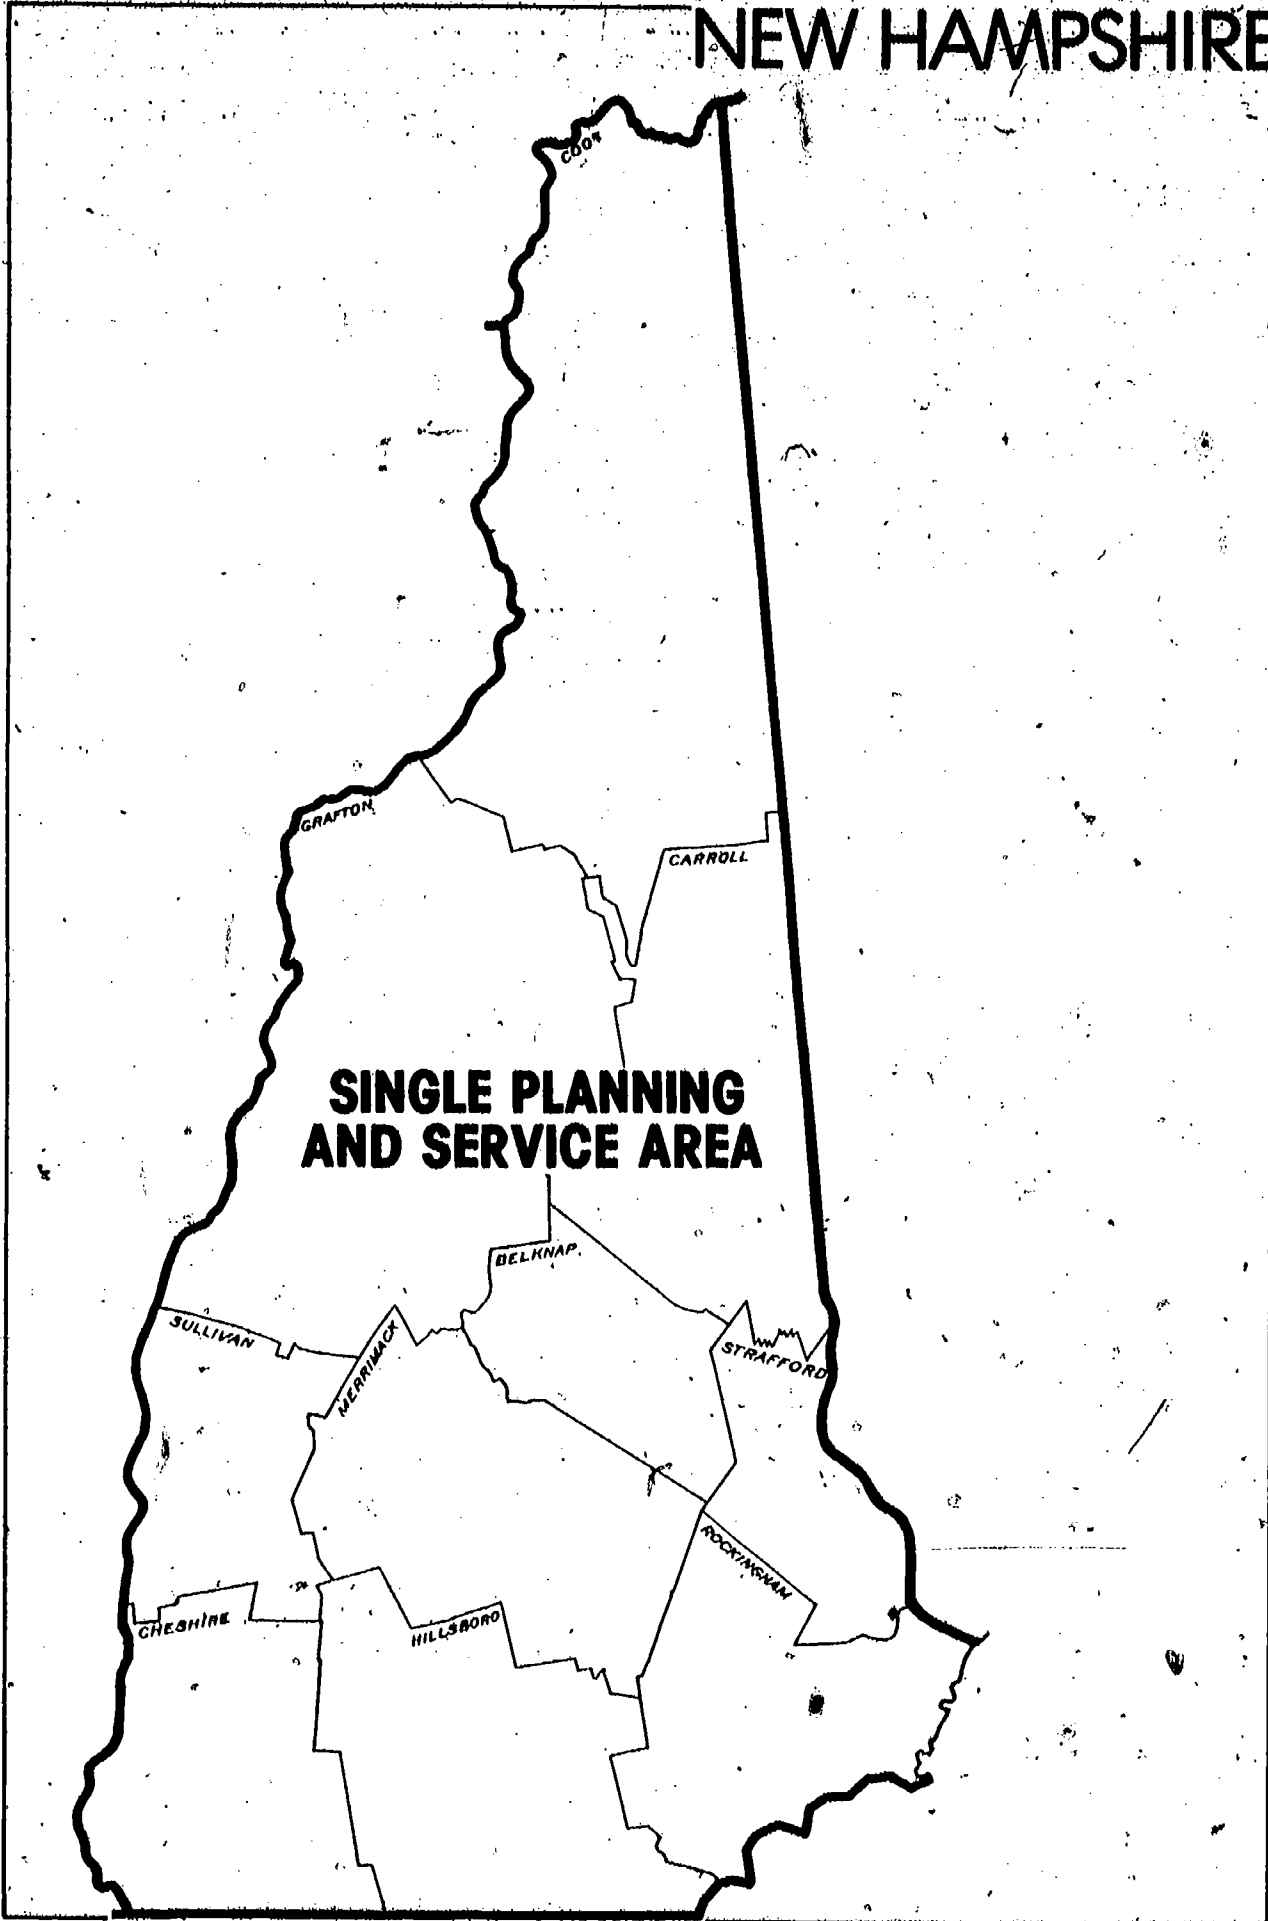 NEW HAMPSHIRE
COOS
GRAFTON
CARROLL
SINGLE PLANNING
AND SERVICE AREA
BELKNAP
SULLIVAN
MERRIMACK
STRAFFORD
ROCKINGHAM
CHESHIRE
HILLSBORO